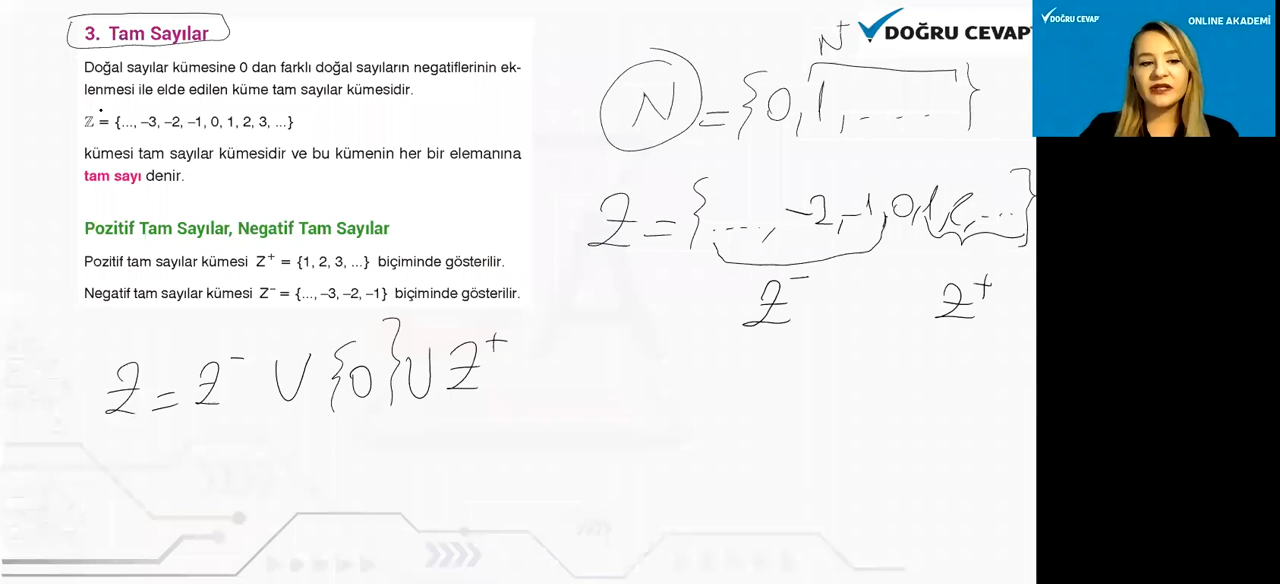 3. Tam Sayılar
Doğal sayılar kümesine 0 dan farklı doğal sayıların negatiflerinin ek-
lenmesi ile elde edilen küme tam sayılar kümesidir.
ℤ = {..., –3, –2, –1, 0, 1, 2, 3, ...}
kümesi tam sayılar kümesidir ve bu kümenin her bir elemanına
tam sayı denir.
Pozitif Tam Sayılar, Negatif Tam Sayılar
Pozitif tam sayılar kümesi Z⁺ = {1, 2, 3, ...} biçiminde gösterilir.
Negatif tam sayılar kümesi Z⁻ = {..., –3, –2, –1} biçiminde gösterilir.
Z = Z⁻ ∪ {0} ∪ Z⁺
N⁺
DOĞRU CEVAP
N = {0, 1, ....}
Z = {...., -2, -1, 0, 1, 2, ...}
Z⁻ Z⁺
DOĞRU CEVAP
ONLINE AKADEMİ